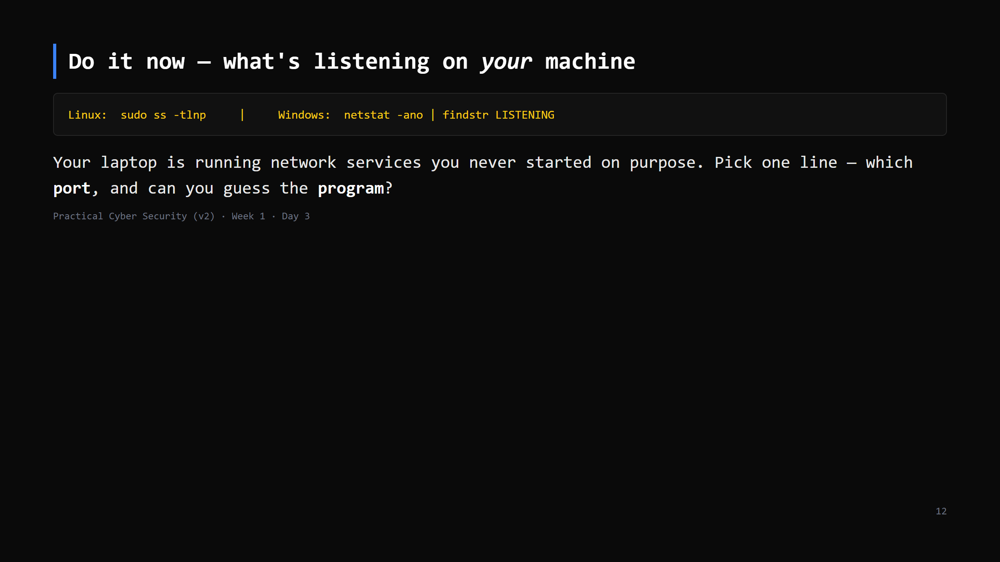 Do it now — what's listening on your machine
Linux:  sudo ss -tlnp     |     Windows:  netstat -ano | findstr LISTENING
Your laptop is running network services you never started on purpose. Pick one line — which
port, and can you guess the program?
Practical Cyber Security (v2) · Week 1 · Day 3
12